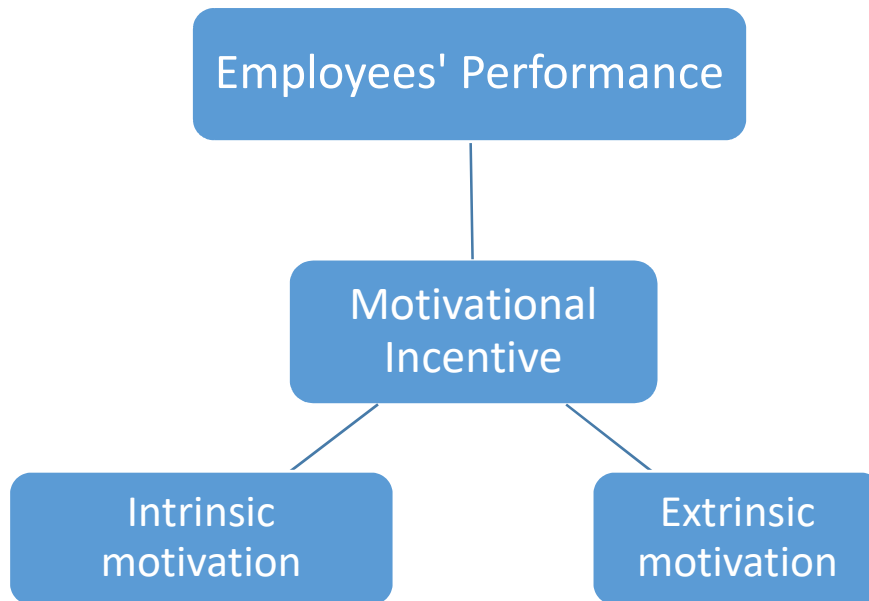 Employees' Performance
Motivational
Incentive
Intrinsic
motivation
Extrinsic
motivation